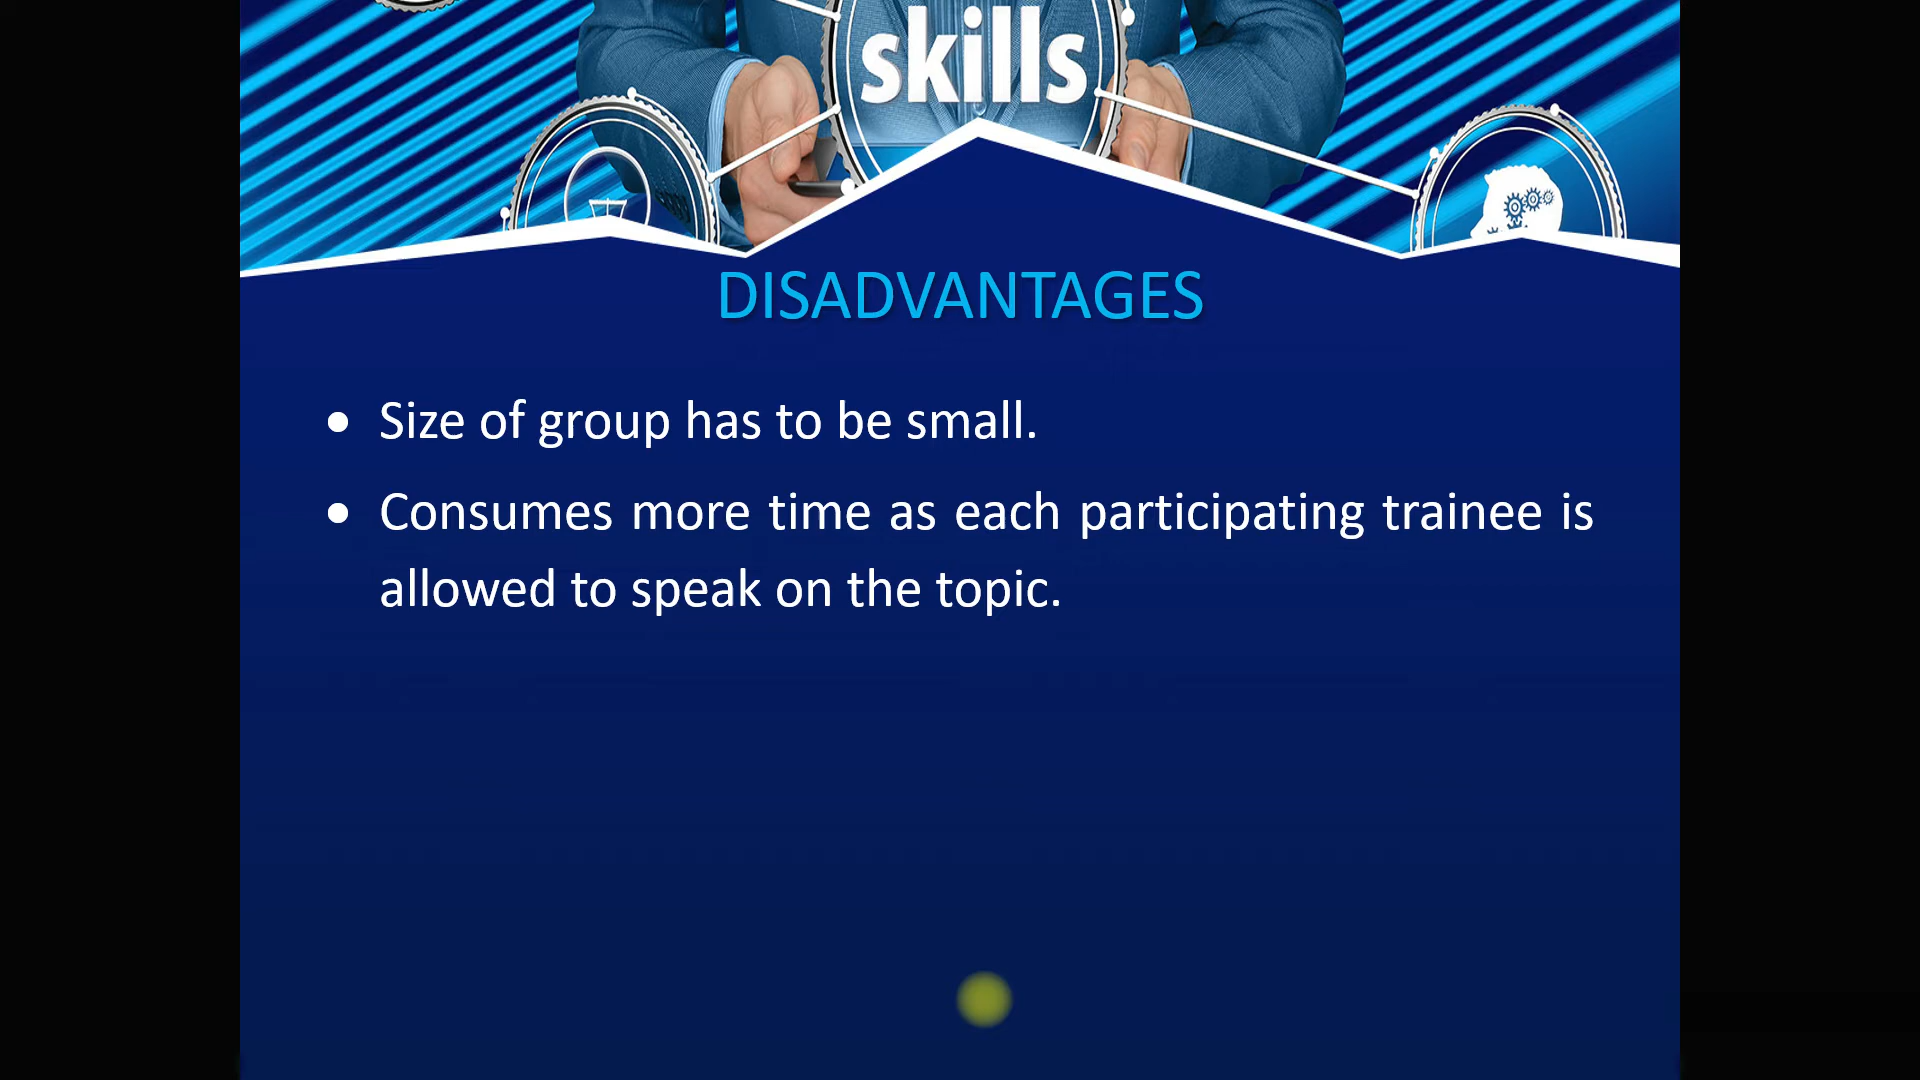 skills
DISADVANTAGES
• Size of group has to be small.
• Consumes more time as each participating trainee is
allowed to speak on the topic.